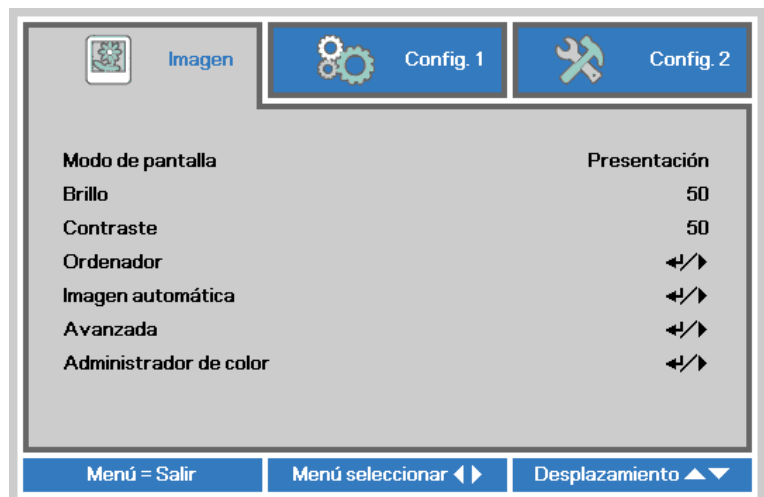 Imagen Config. 1 Config. 2
Modo de pantalla Presentación
Brillo 50
Contraste 50
Ordenador ↵/▶
Imagen automática ↵/▶
Avanzada ↵/▶
Administrador de color ↵/▶
Menú = Salir Menú seleccionar ◀▶ Desplazamiento ▲▼